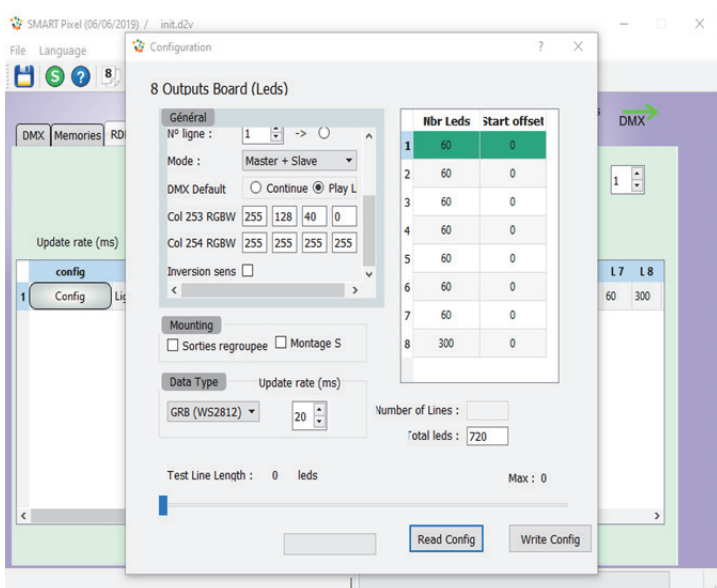 SMART Pixel (06/06/2019) / init.d2v
File Language
S ? 8
DMX Memories RD
DMX
1
Update rate (ms)
config L 7 L 8
1 Config Lig 60 300
Configuration ? ×
8 Outputs Board (Leds)
Général
N° ligne : 1 -> 
Mode : Master + Slave
DMX Default Continue Play L
Col 253 RGBW 255 128 40 0
Col 254 RGBW 255 255 255 255
Inversion sens
Mounting
Sorties regroupee Montage S
Data Type Update rate (ms)
GRB (WS2812) 20
Nbr Leds Start offset
1 60 0
2 60 0
3 60 0
4 60 0
5 60 0
6 60 0
7 60 0
8 300 0
Number of Lines :
Total leds : 720
Test Line Length : 0 leds Max : 0
Read Config Write Config